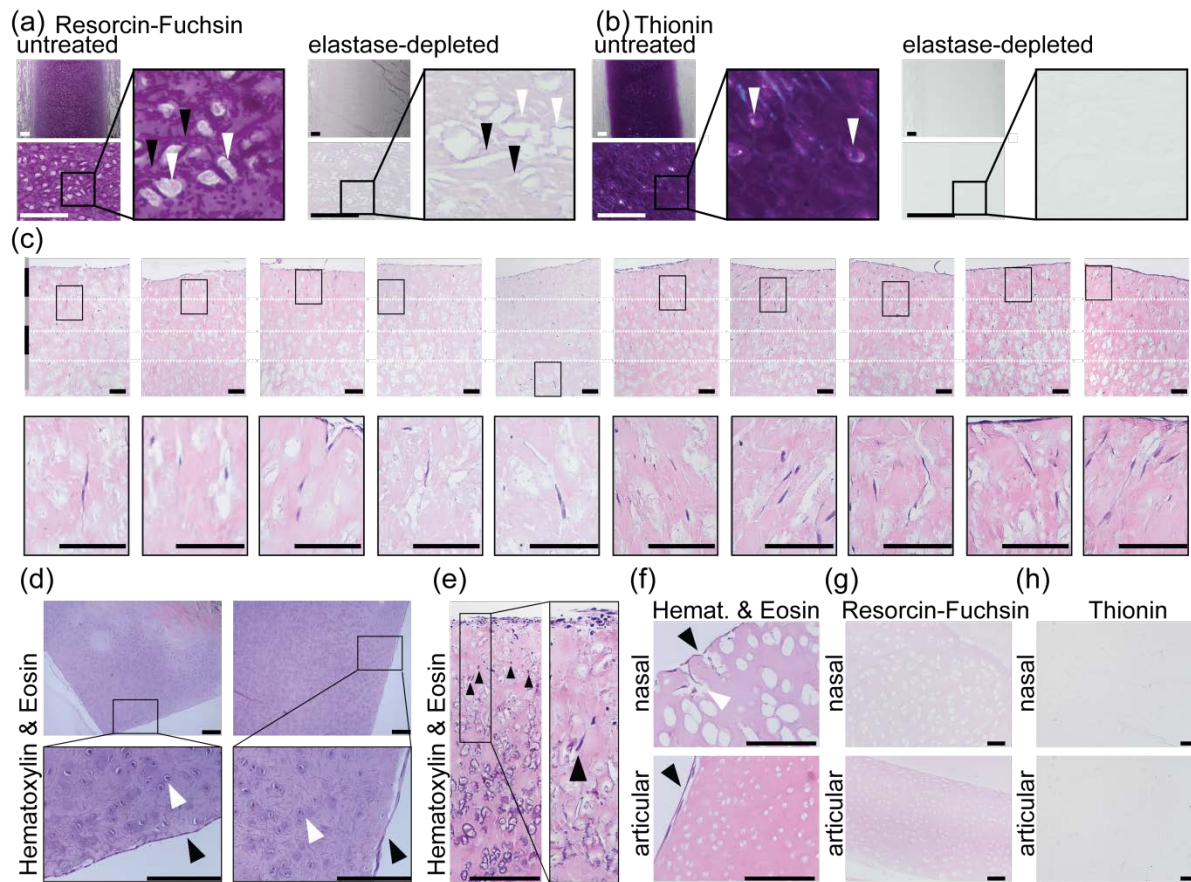 (a) Resorcin-Fuchsin
untreated
elastase-depleted
(b) Thionin
untreated
elastase-depleted
(c)
(d)
Hematoxylin & Eosin
(e)
Hematoxylin & Eosin
(f)
Hemat. & Eosin
nasal
articular
(g)
Resorcin-Fuchsin
nasal
articular
(h)
Thionin
nasal
articular